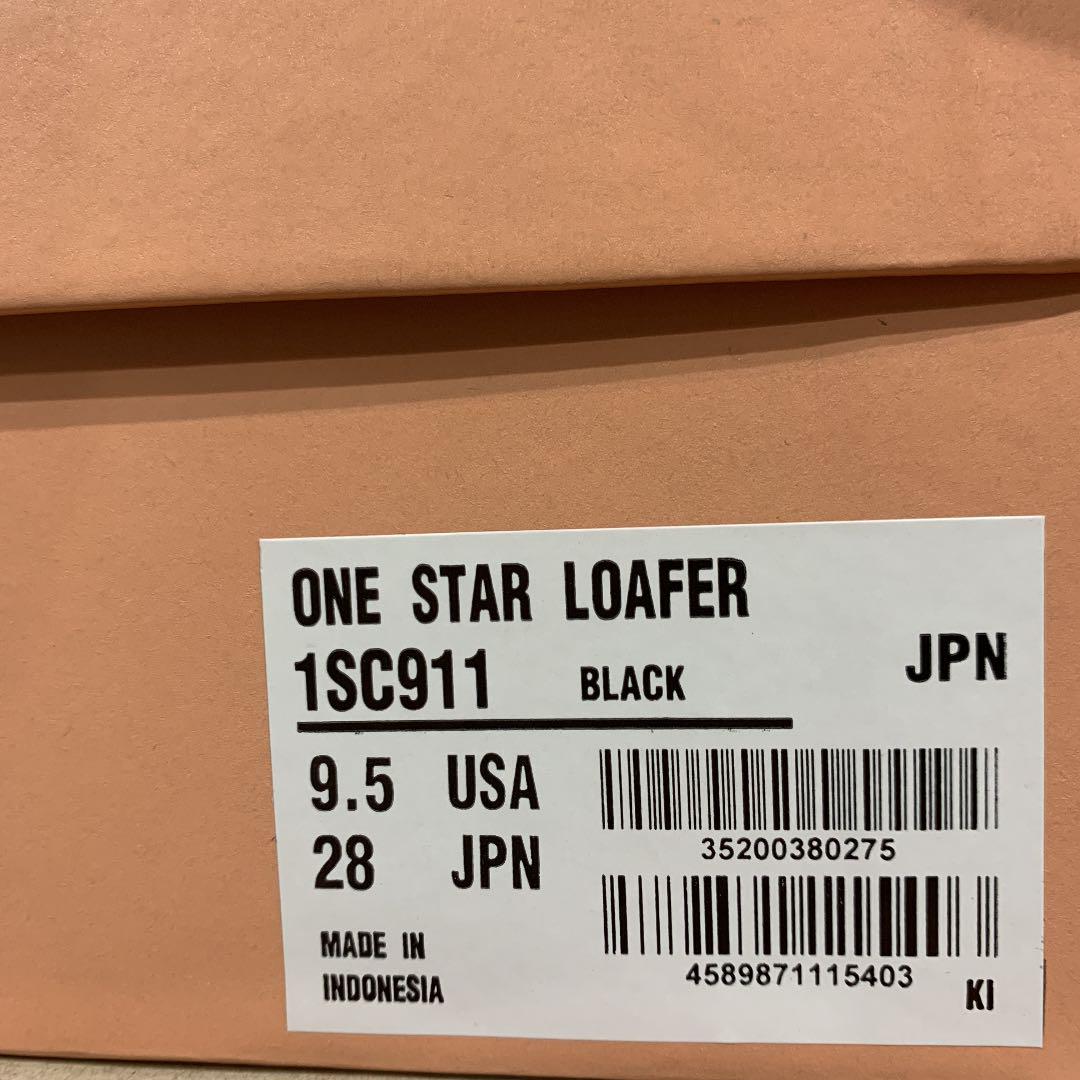 ONE STAR LOAFER
1SC911 BLACK JPN
9.5 USA
28 JPN
35200380275
4589871115403
MADE IN
INDONESIA
KI